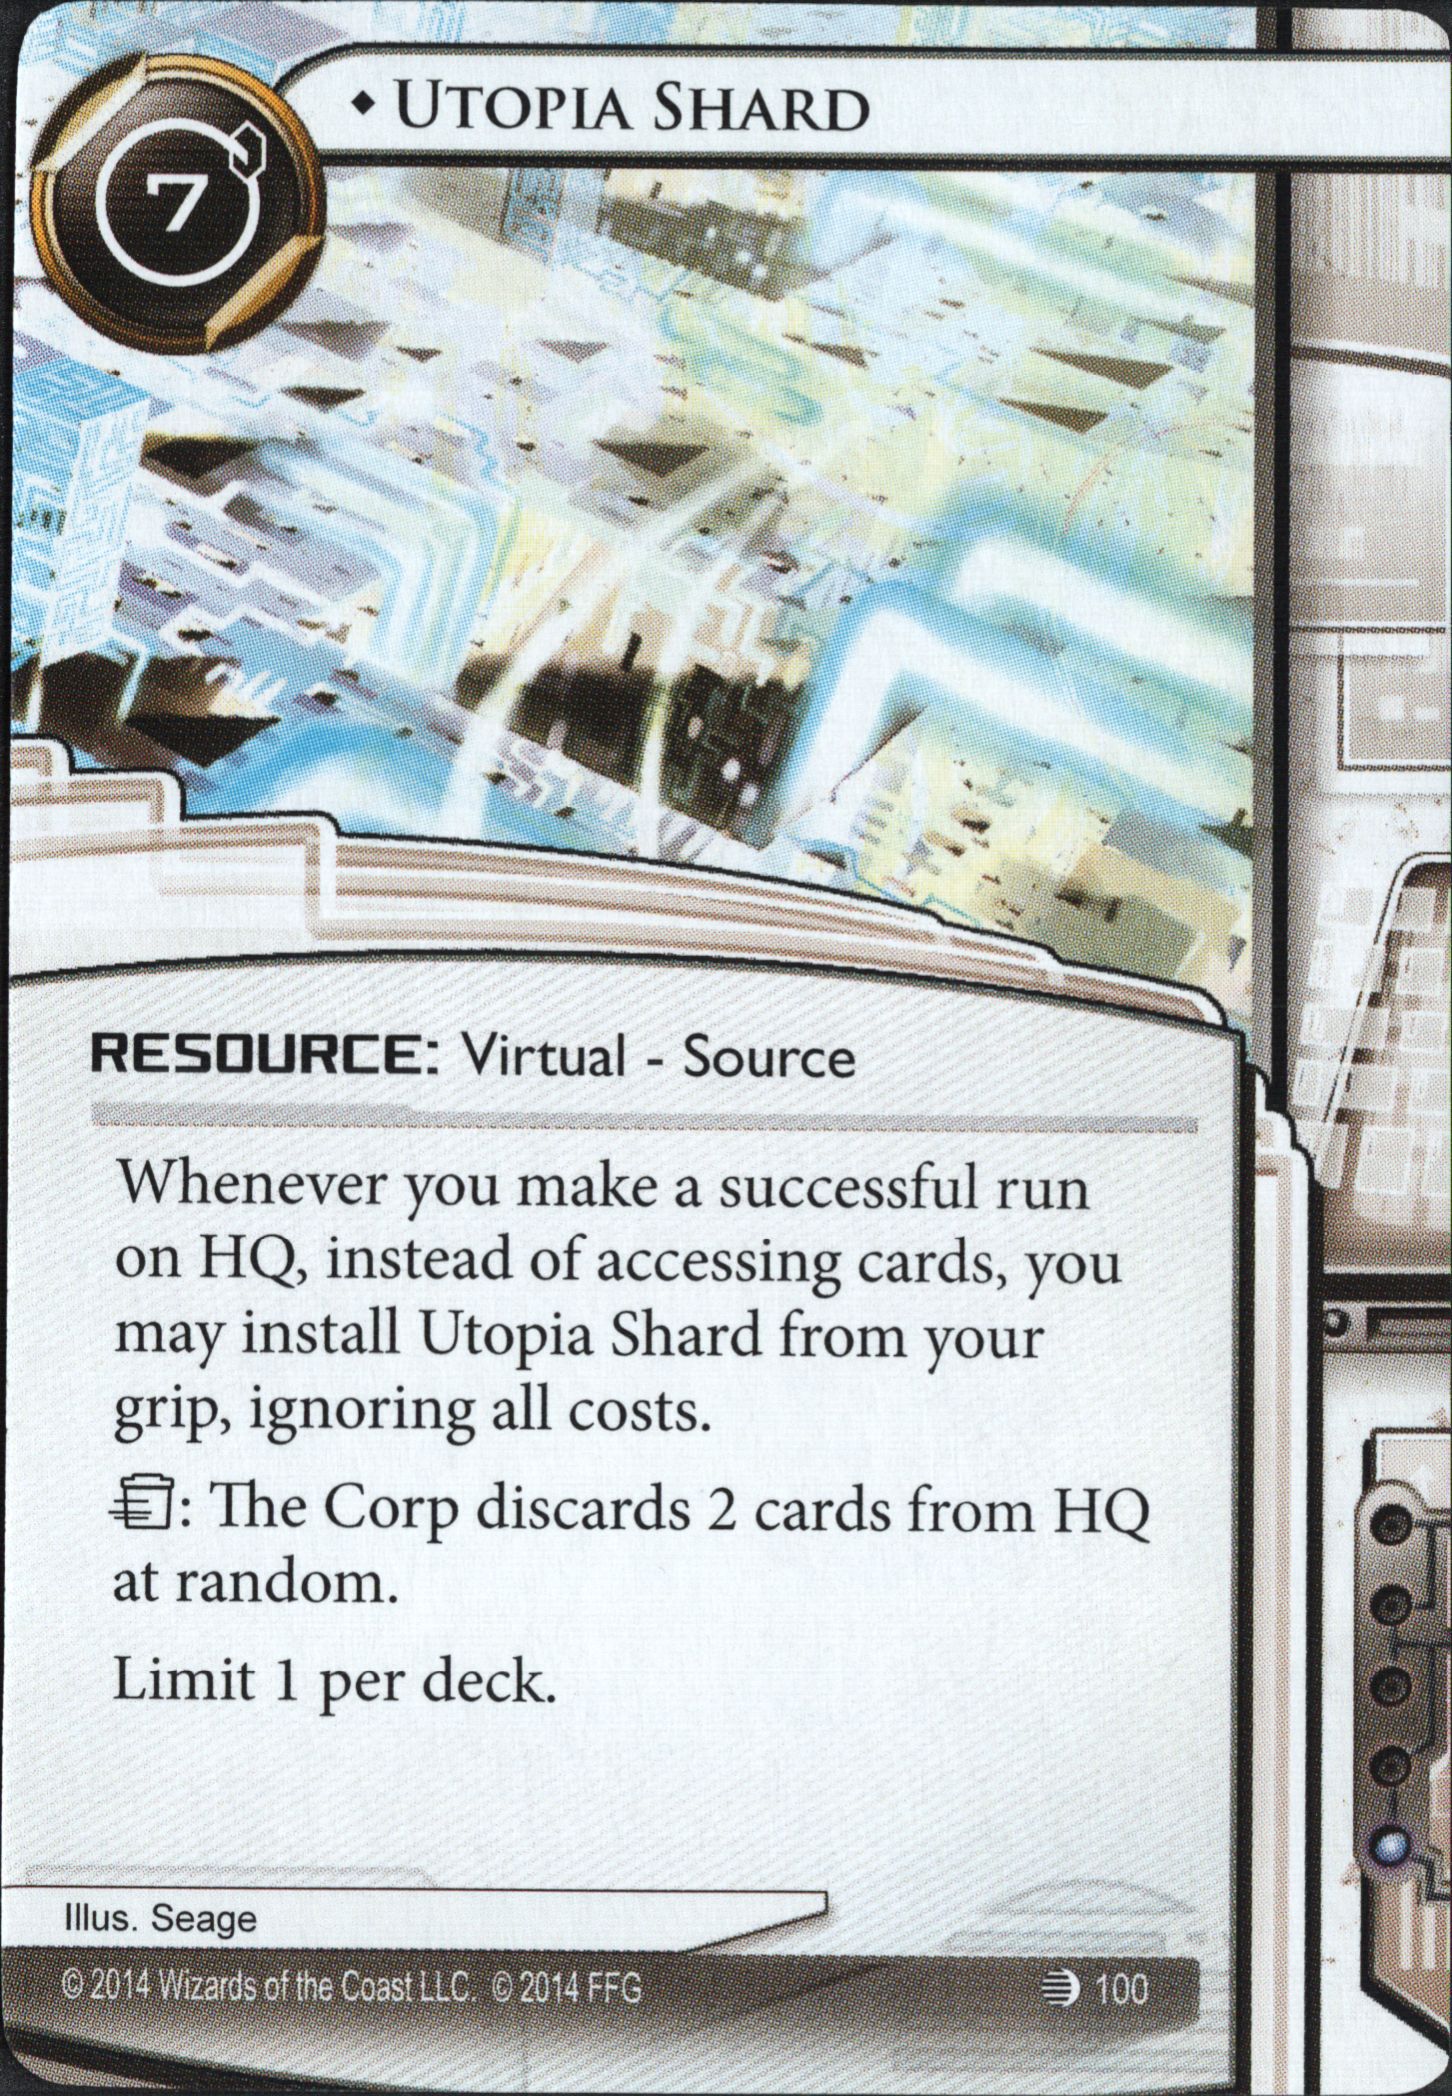 7
◆ UTOPIA SHARD
RESOURCE: Virtual - Source
Whenever you make a successful run
on HQ, instead of accessing cards, you
may install Utopia Shard from your
grip, ignoring all costs.
: The Corp discards 2 cards from HQ
at random.
Limit 1 per deck.
Illus. Seage
© 2014 Wizards of the Coast LLC. © 2014 FFG
100